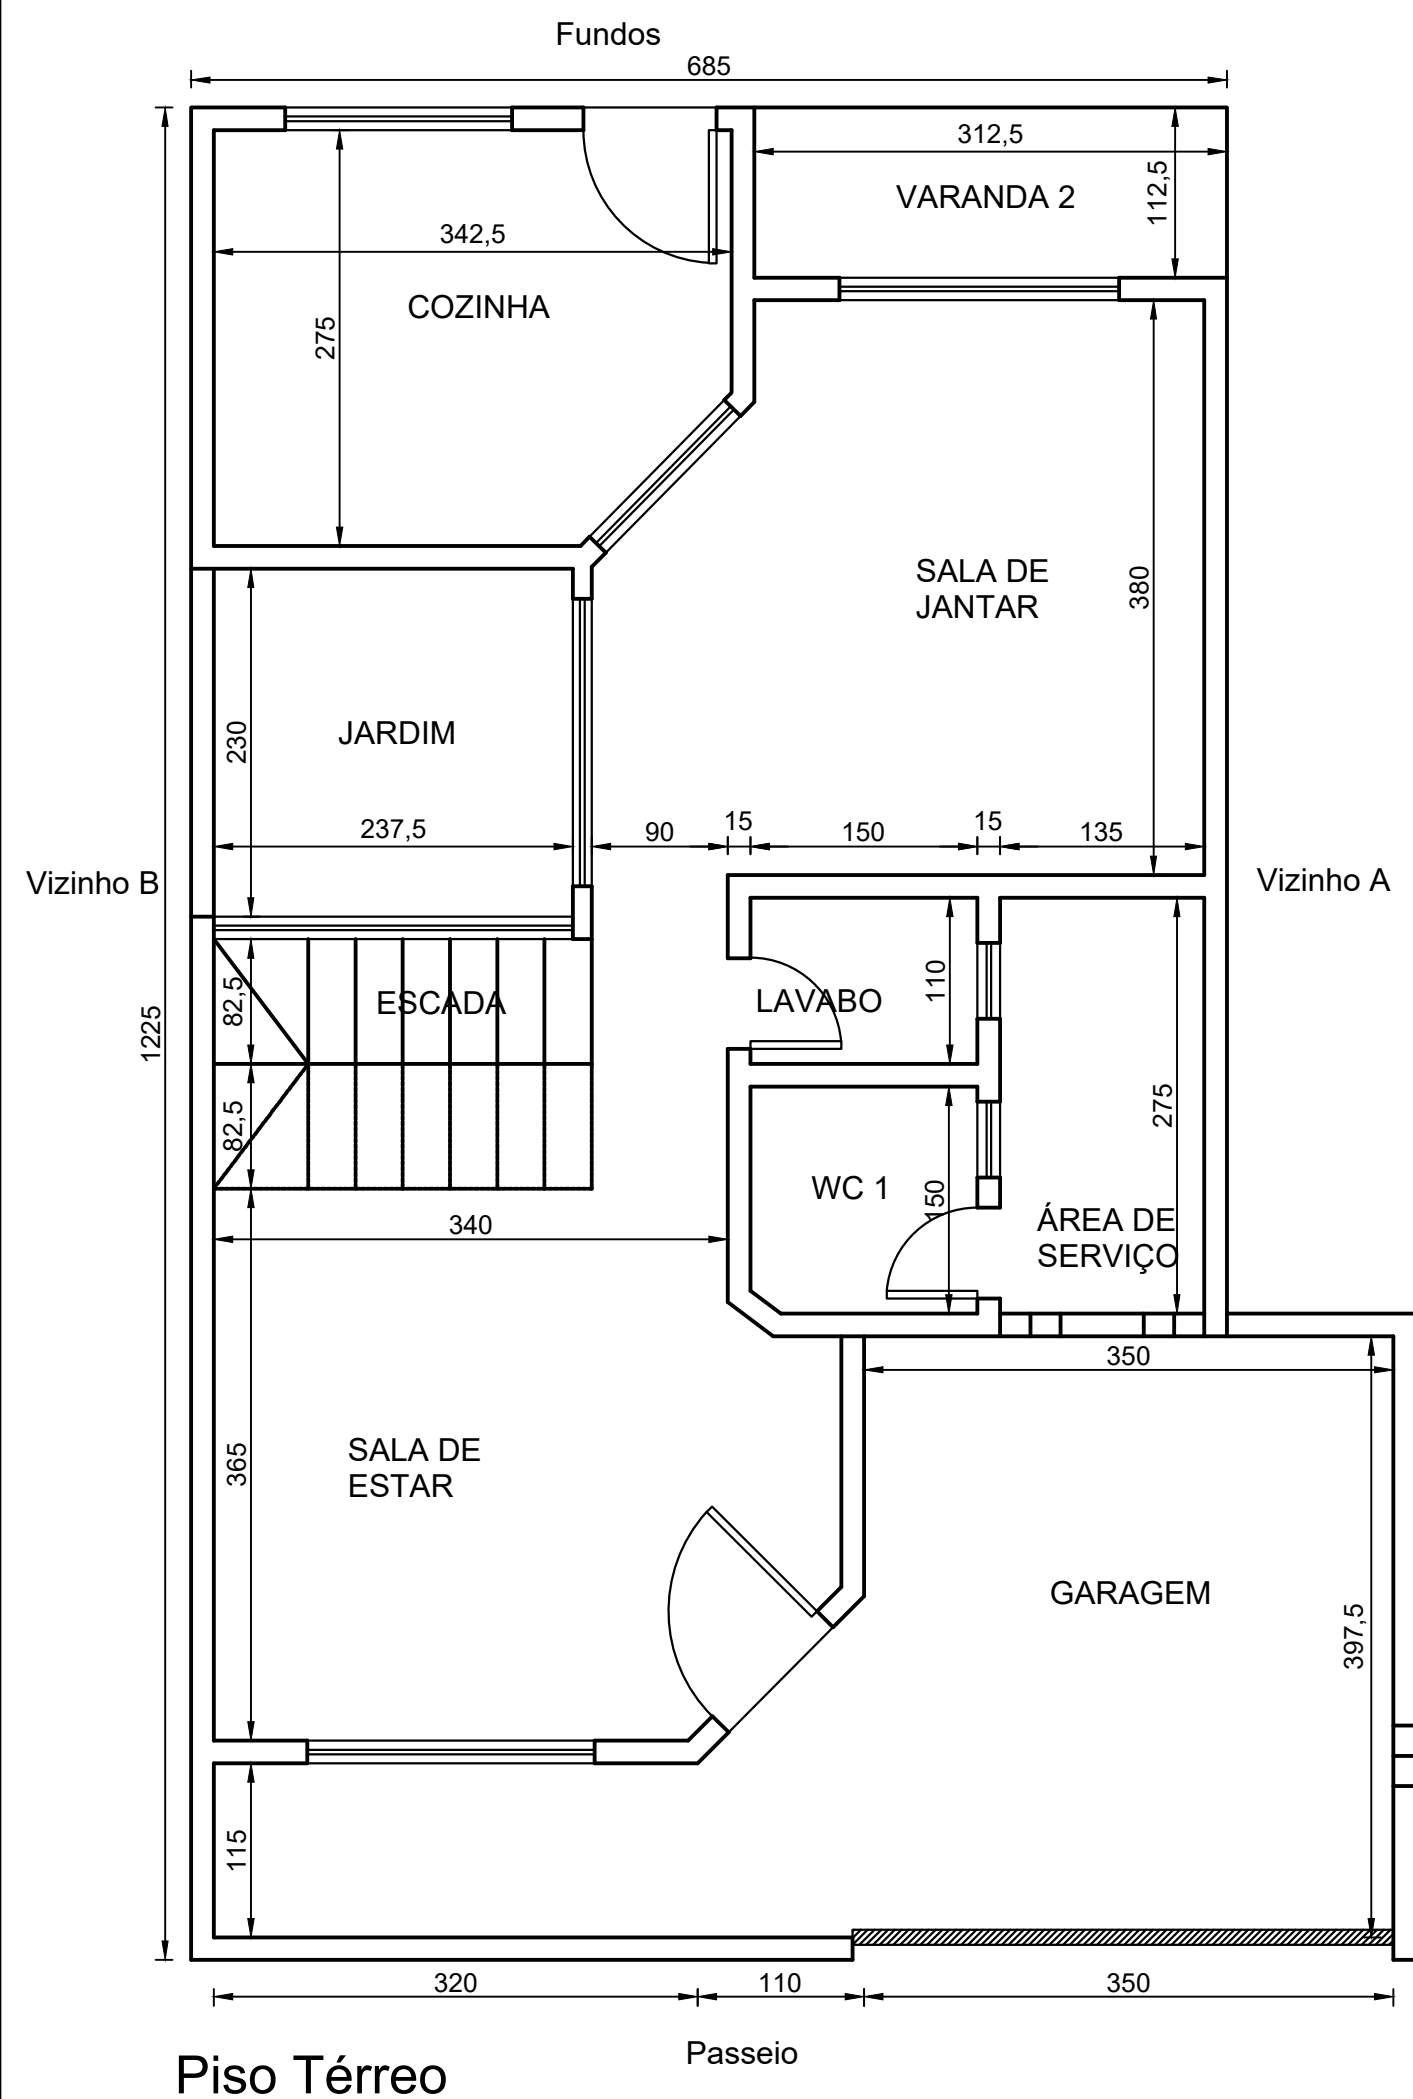 Fundos
685
312,5
112,5
VARANDA 2
342,5
COZINHA
275
SALA DE
JANTAR
380
230
JARDIM
237,5
90
15
150
15
135
Vizinho B
Vizinho A
1225
82,5
ESCADA
LAVABO
110
275
82,5
WC 1
150
ÁREA DE
SERVIÇO
340
350
365
SALA DE
ESTAR
GARAGEM
397,5
115
320
110
350
Passeio
Piso Térreo